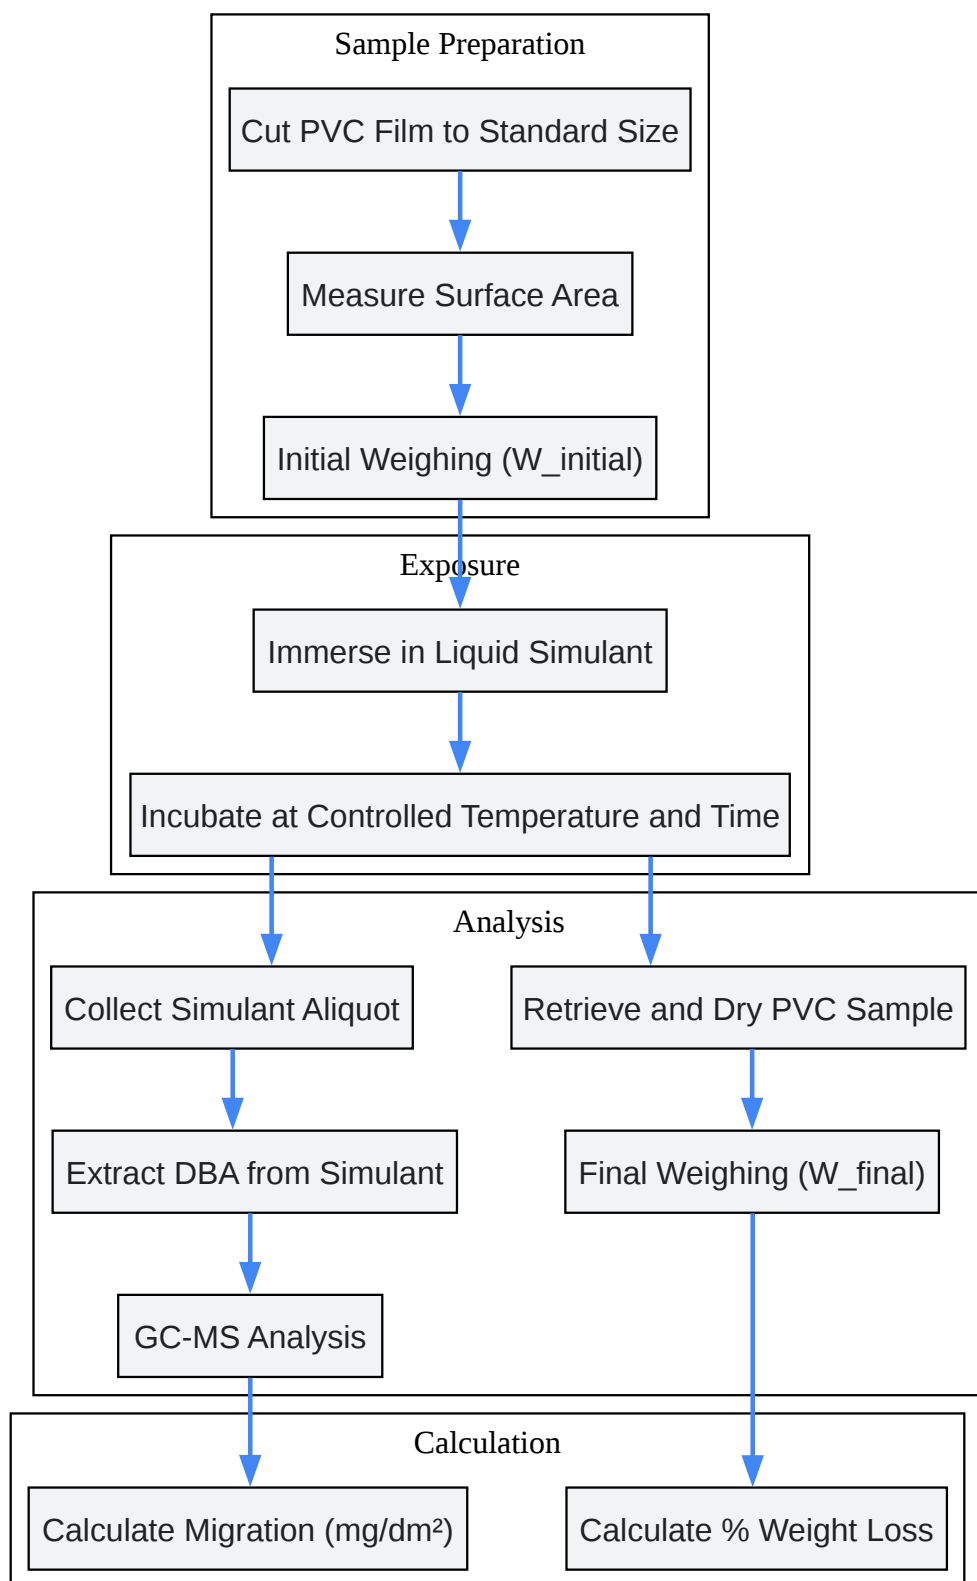 Sample Preparation
Cut PVC Film to Standard Size
Measure Surface Area
Initial Weighing (W_initial)
Exposure
Immerse in Liquid Simulant
Incubate at Controlled Temperature and Time
Analysis
Collect Simulant Aliquot
Retrieve and Dry PVC Sample
Extract DBA from Simulant
Final Weighing (W_final)
GC-MS Analysis
Calculation
Calculate Migration (mg/dm²)
Calculate % Weight Loss